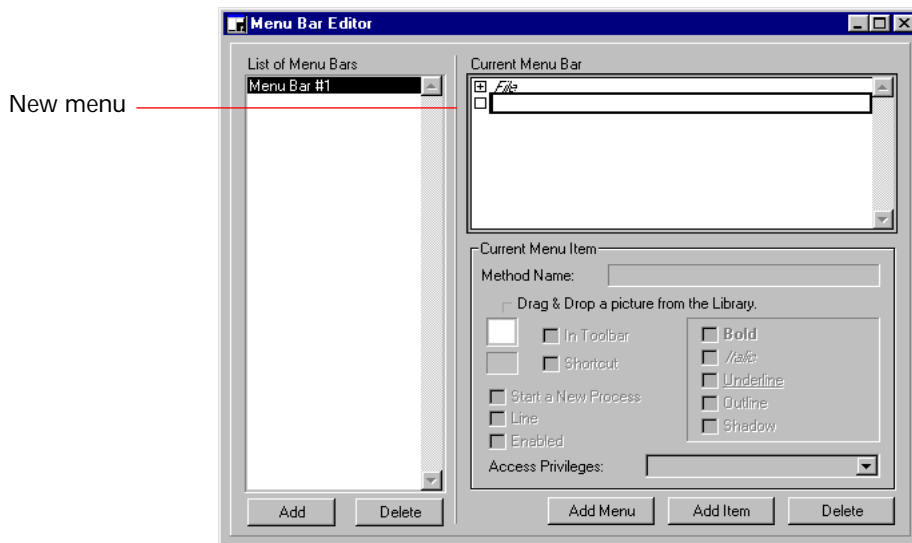 Menu Bar Editor
List of Menu Bars
Menu Bar #1
New menu
Current Menu Bar
File
Current Menu Item
Method Name:
Drag & Drop a picture from the Library.
In Toolbar
Shortcut
Start a New Process
Line
Enabled
Bold
Italic
Underline
Outline
Shadow
Access Privileges:
Add
Delete
Add Menu
Add Item
Delete